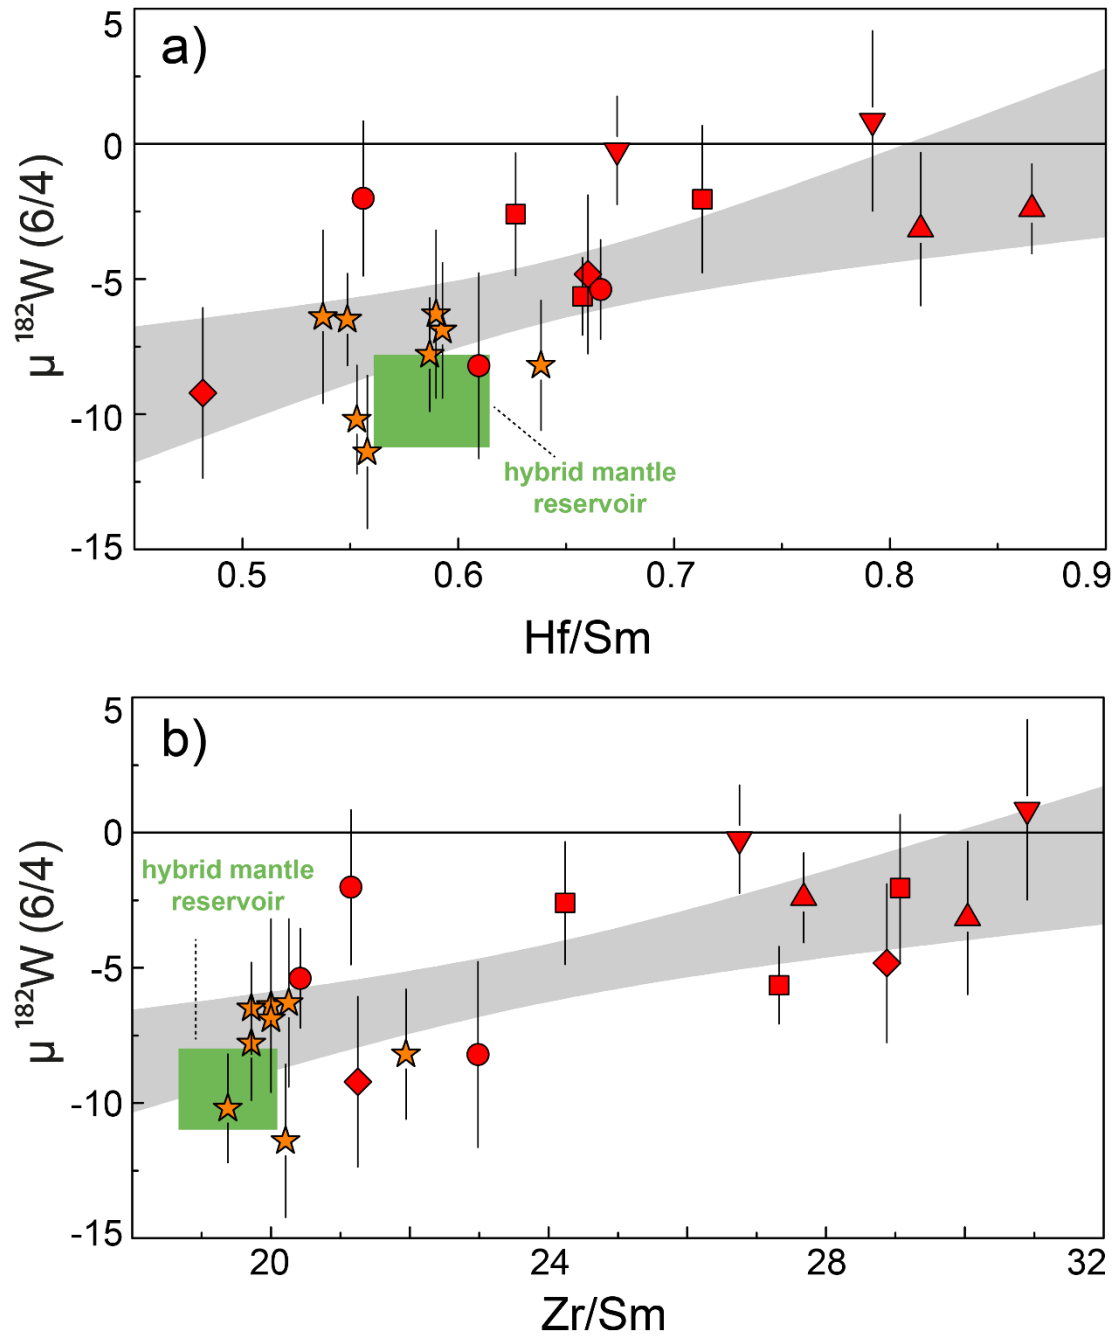 a)
5
0
-5
-10
-15
μ ¹⁸²W (6/4)
hybrid mantle
reservoir
0.5 0.6 0.7 0.8 0.9
Hf/Sm
b)
5
0
-5
-10
-15
μ ¹⁸²W (6/4)
hybrid mantle
reservoir
20 24 28 32
Zr/Sm